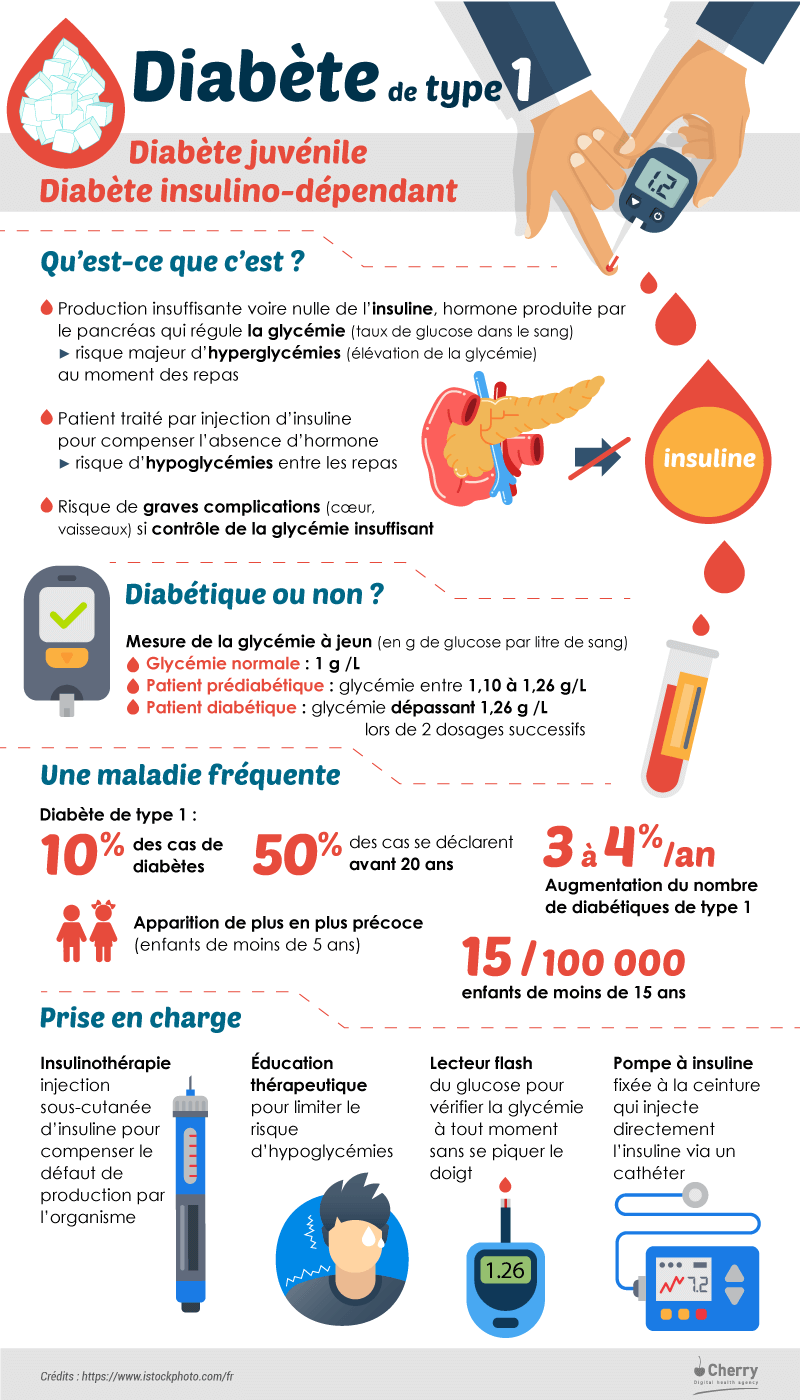 Diabète de type 1
Diabète juvénile
Diabète insulino-dépendant
1.2
Qu’est-ce que c’est ?
Production insuffisante voire nulle de l’insuline, hormone produite par
le pancréas qui régule la glycémie (taux de glucose dans le sang)
► risque majeur d’hyperglycémies (élévation de la glycémie)
au moment des repas
Patient traité par injection d’insuline
pour compenser l’absence d’hormone
► risque d’hypoglycémies entre les repas
insuline
Risque de graves complications (cœur,
vaisseaux) si contrôle de la glycémie insuffisant
Diabétique ou non ?
Mesure de la glycémie à jeun (en g de glucose par litre de sang)
Glycémie normale : 1 g /L
Patient prédiabétique : glycémie entre 1,10 à 1,26 g/L
Patient diabétique : glycémie dépassant 1,26 g /L
lors de 2 dosages successifs
Une maladie fréquente
Diabète de type 1 :
10% des cas de
diabètes
50% des cas se déclarent
avant 20 ans
3 à 4%/an
Augmentation du nombre
de diabétiques de type 1
Apparition de plus en plus précoce
(enfants de moins de 5 ans)
15 / 100 000
enfants de moins de 15 ans
Prise en charge
Insulinothérapie
injection
sous-cutanée
d’insuline pour
compenser le
défaut de
production par
l’organisme
Éducation
thérapeutique
pour limiter le
risque
d’hypoglycémies
Lecteur flash
du glucose pour
vérifier la glycémie
à tout moment
sans se piquer le
doigt
1.26
Pompe à insuline
fixée à la ceinture
qui injecte
directement
l’insuline via un
cathéter
7.2
Crédits : https://www.istockphoto.com/fr
Cherry
Digital health agency